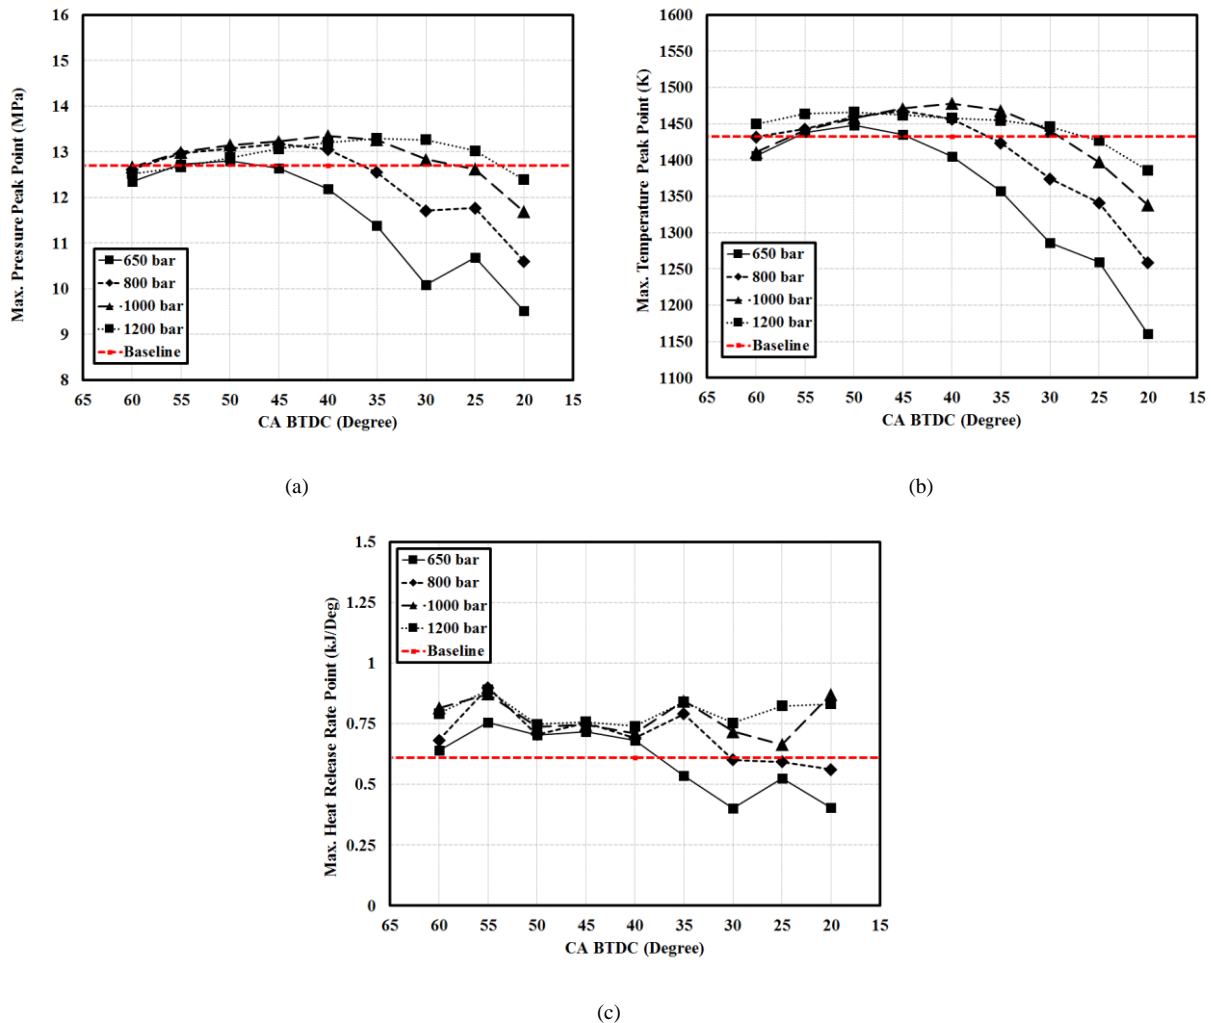 Max. Pressure Peak Point (MPa)
16
15
14
13
12
11
10
9
8
650 bar
800 bar
1000 bar
1200 bar
Baseline
65 60 55 50 45 40 35 30 25 20 15
CA BTDC (Degree)
(a)
Max. Temperature Peak Point (K)
1600
1550
1500
1450
1400
1350
1300
1250
1200
1150
1100
650 bar
800 bar
1000 bar
1200 bar
Baseline
65 60 55 50 45 40 35 30 25 20 15
CA BTDC (Degree)
(b)
Max. Heat Release Rate Point (kJ/Deg)
1.5
1.25
1
0.75
0.5
0.25
0
650 bar
800 bar
1000 bar
1200 bar
Baseline
65 60 55 50 45 40 35 30 25 20 15
CA BTDC (Degree)
(c)